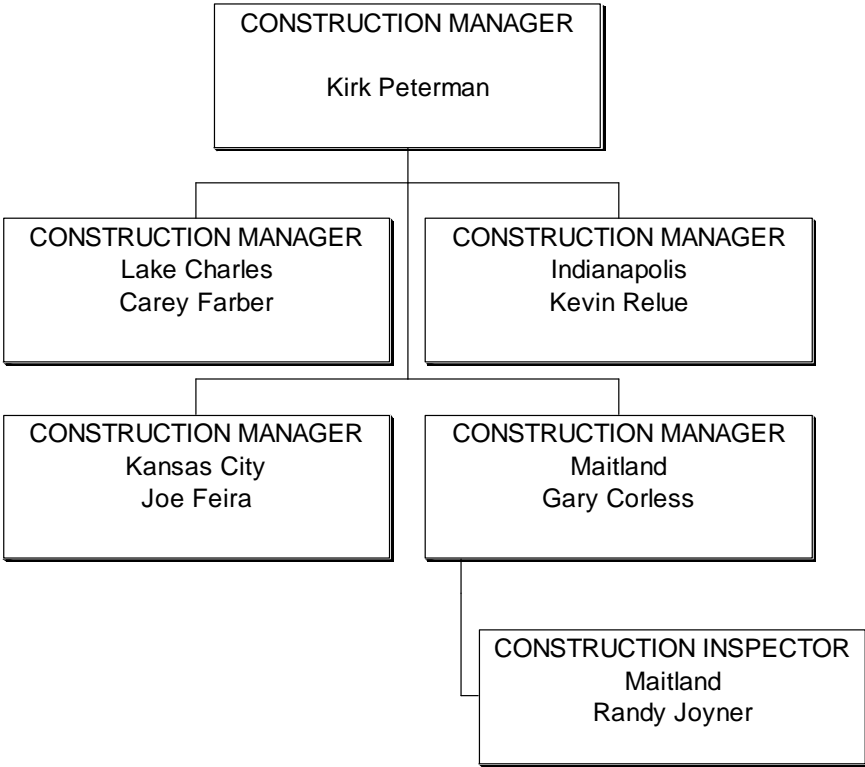 CONSTRUCTION MANAGER
Kirk Peterman
CONSTRUCTION MANAGER
Lake Charles
Carey Farber
CONSTRUCTION MANAGER
Indianapolis
Kevin Relue
CONSTRUCTION MANAGER
Kansas City
Joe Feira
CONSTRUCTION MANAGER
Maitland
Gary Corless
CONSTRUCTION INSPECTOR
Maitland
Randy Joyner